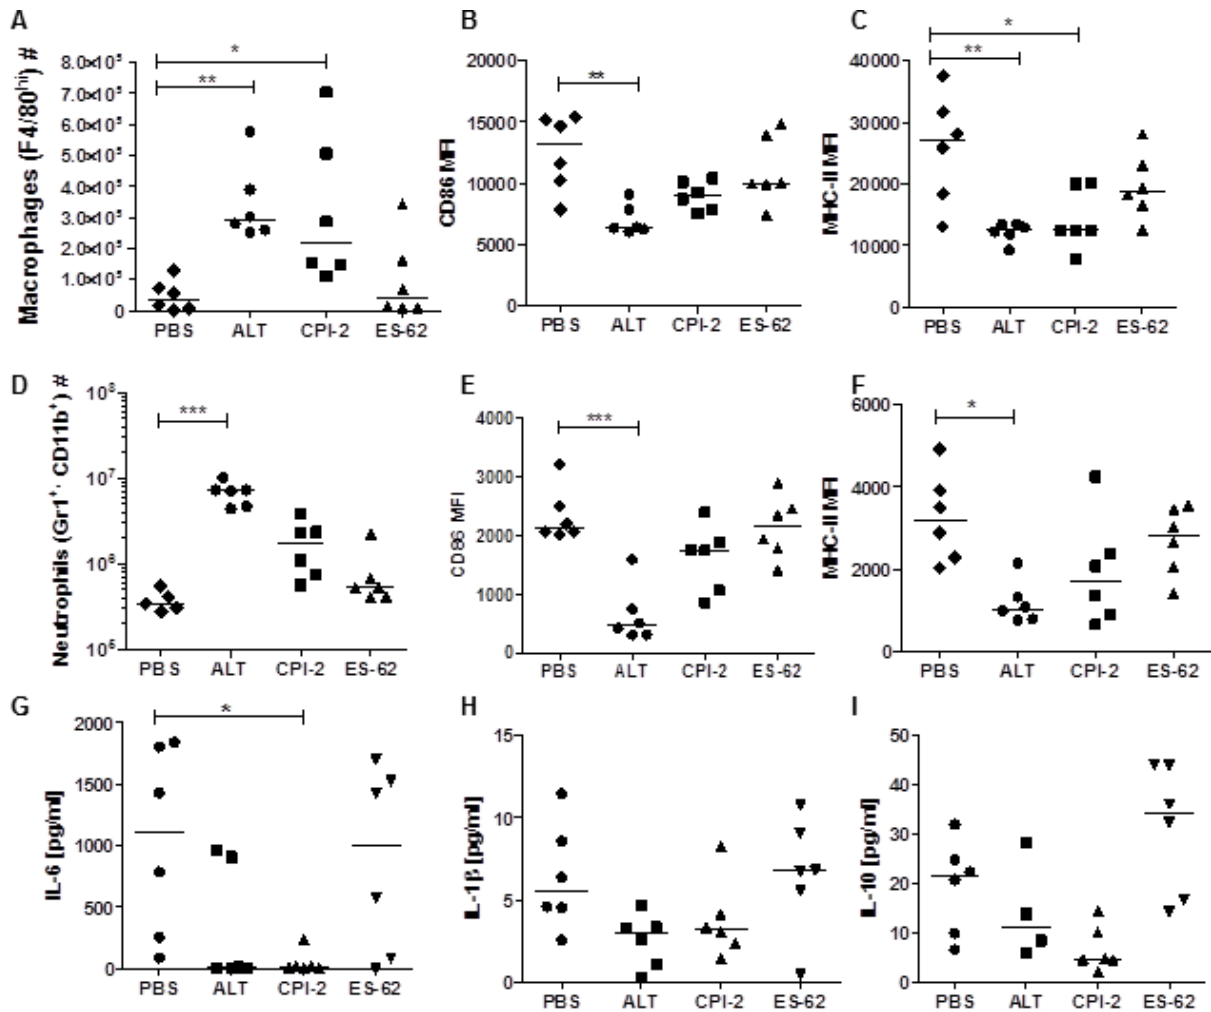 A
Macrophages (F4/80ʰⁱ) #
8.0×10⁵
7.0×10⁵
6.0×10⁵
5.0×10⁵
4.0×10⁵
3.0×10⁵
2.0×10⁵
1.0×10⁵
0
*
**
PBS ALT CPI-2 ES-62
B
CD86 MFI
20000
15000
10000
5000
0
**
PBS ALT CPI-2 ES-62
C
MHC-II MFI
40000
30000
20000
10000
0
*
**
PBS ALT CPI-2 ES-62
D
Neutrophils (Gr1⁺· CD11b⁺) #
10⁸
10⁷
10⁶
10⁵
***
PBS ALT CPI-2 ES-62
E
CD86 MFI
4000
3000
2000
1000
0
***
PBS ALT CPI-2 ES-62
F
MHC-II MFI
6000
4000
2000
0
*
PBS ALT CPI-2 ES-62
G
IL-6 [pg/ml]
2000
1500
1000
500
0
*
PBS ALT CPI-2 ES-62
H
IL-1β [pg/ml]
15
10
5
0
PBS ALT CPI-2 ES-62
I
IL-10 [pg/ml]
50
40
30
20
10
0
PBS ALT CPI-2 ES-62